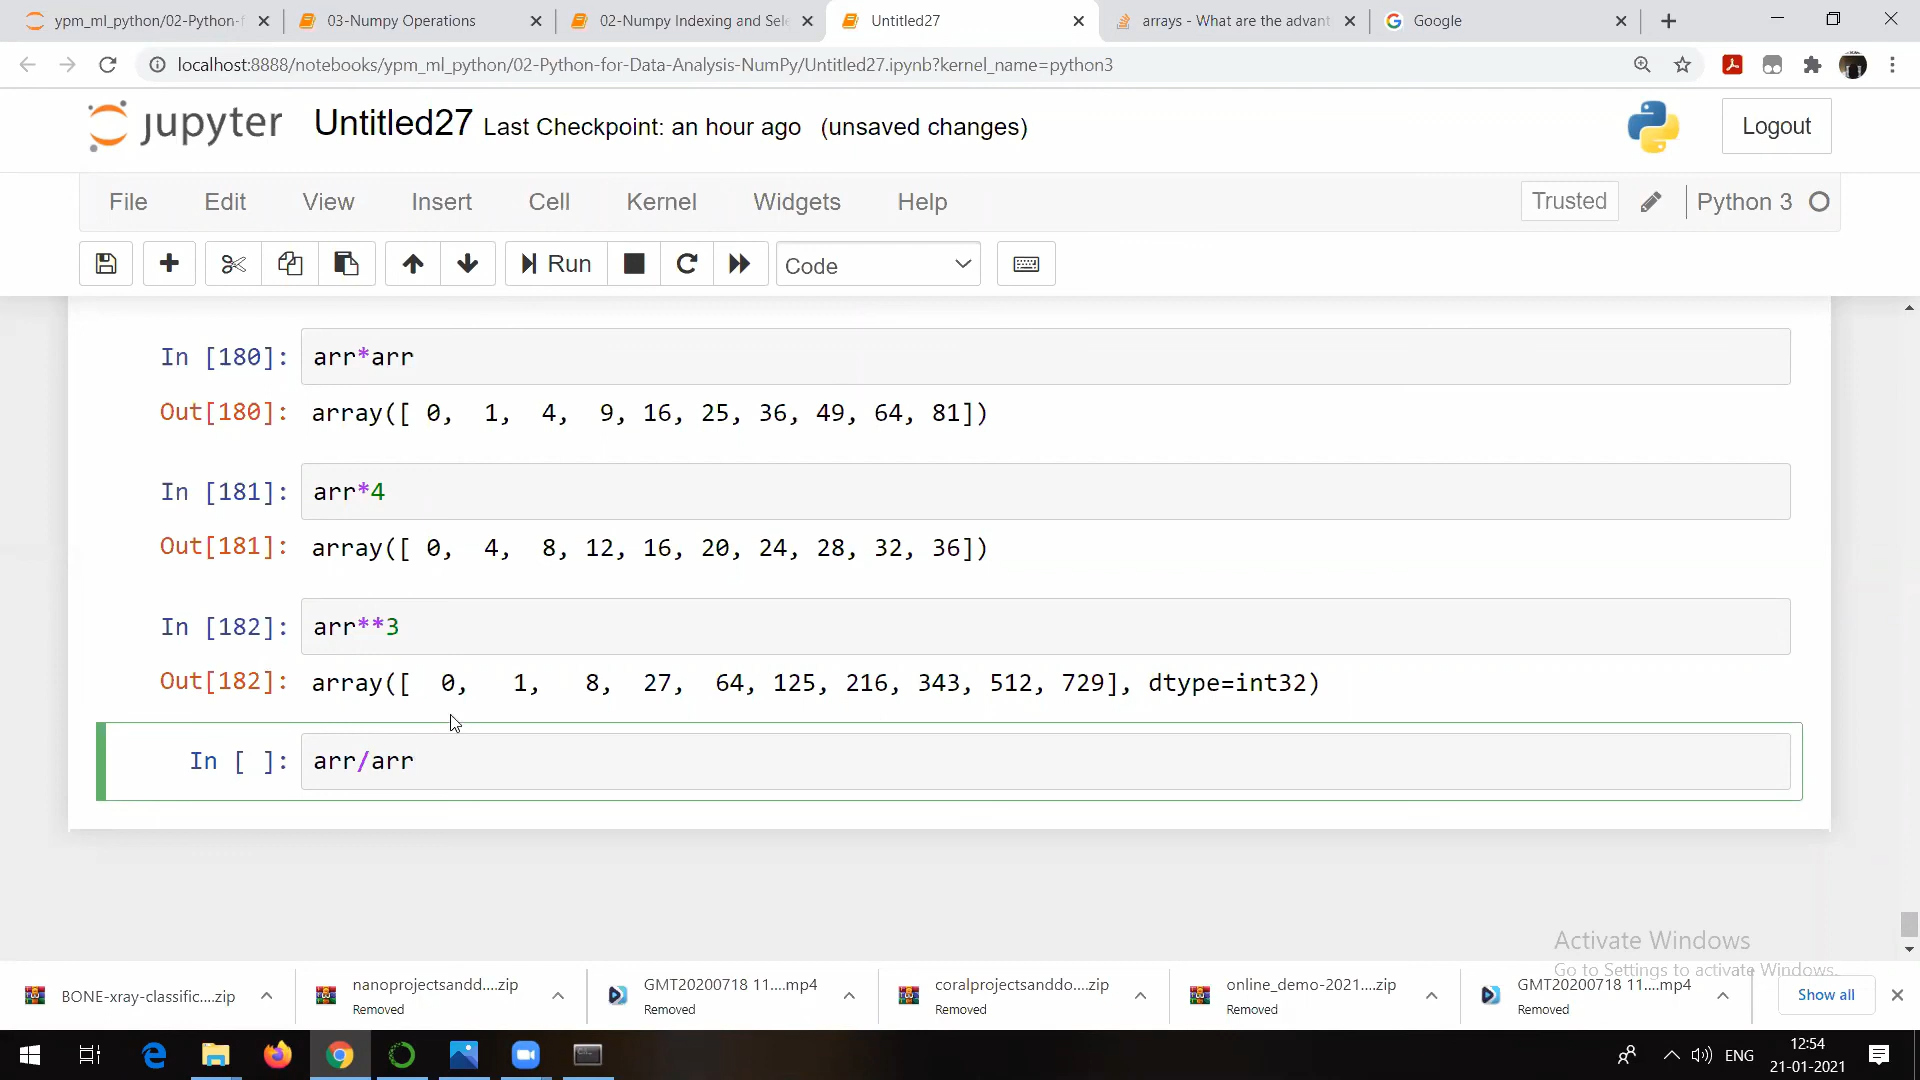 ypm_ml_python/02-Python-f
03-Numpy Operations
02-Numpy Indexing and Sele
Untitled27
arrays - What are the advant
Google
localhost:8888/notebooks/ypm_ml_python/02-Python-for-Data-Analysis-NumPy/Untitled27.ipynb?kernel_name=python3
jupyter Untitled27 Last Checkpoint: an hour ago (unsaved changes)
Logout
File Edit View Insert Cell Kernel Widgets Help
Trusted
Python 3
Run
Code
In [180]: arr*arr
Out[180]: array([ 0,  1,  4,  9, 16, 25, 36, 49, 64, 81])
In [181]: arr*4
Out[181]: array([ 0,  4,  8, 12, 16, 20, 24, 28, 32, 36])
In [182]: arr**3
Out[182]: array([  0,   1,   8,  27,  64, 125, 216, 343, 512, 729], dtype=int32)
In [ ]: arr/arr
Activate Windows
Go to Settings to activate Windows.
BONE-xray-classific....zip
nanoprojectsandd....zip
Removed
GMT20200718 11....mp4
Removed
coralprojectsanddo....zip
Removed
online_demo-2021....zip
Removed
GMT20200718 11....mp4
Removed
Show all
ENG
12:54
21-01-2021